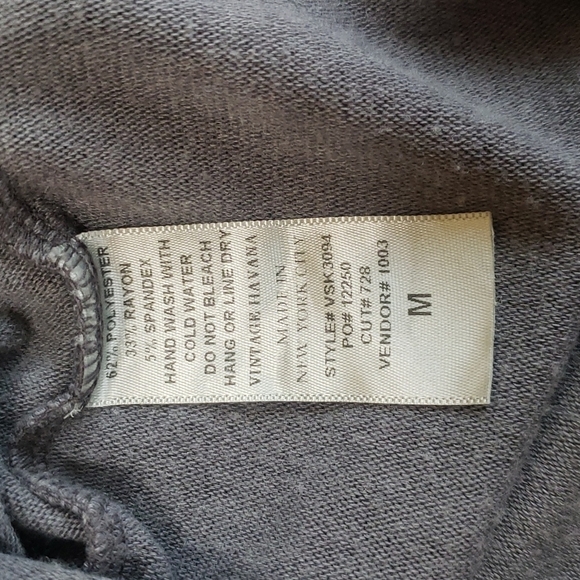 62% POLYESTER
33% RAYON
5% SPANDEX
HAND WASH WITH
COLD WATER
DO NOT BLEACH
HANG OR LINE DRY
VINTAGE HAVANA
MADE IN
NEW YORK CITY
STYLE# VSK3094
PO# 12250
CUT# 728
VENDOR# 1003
M